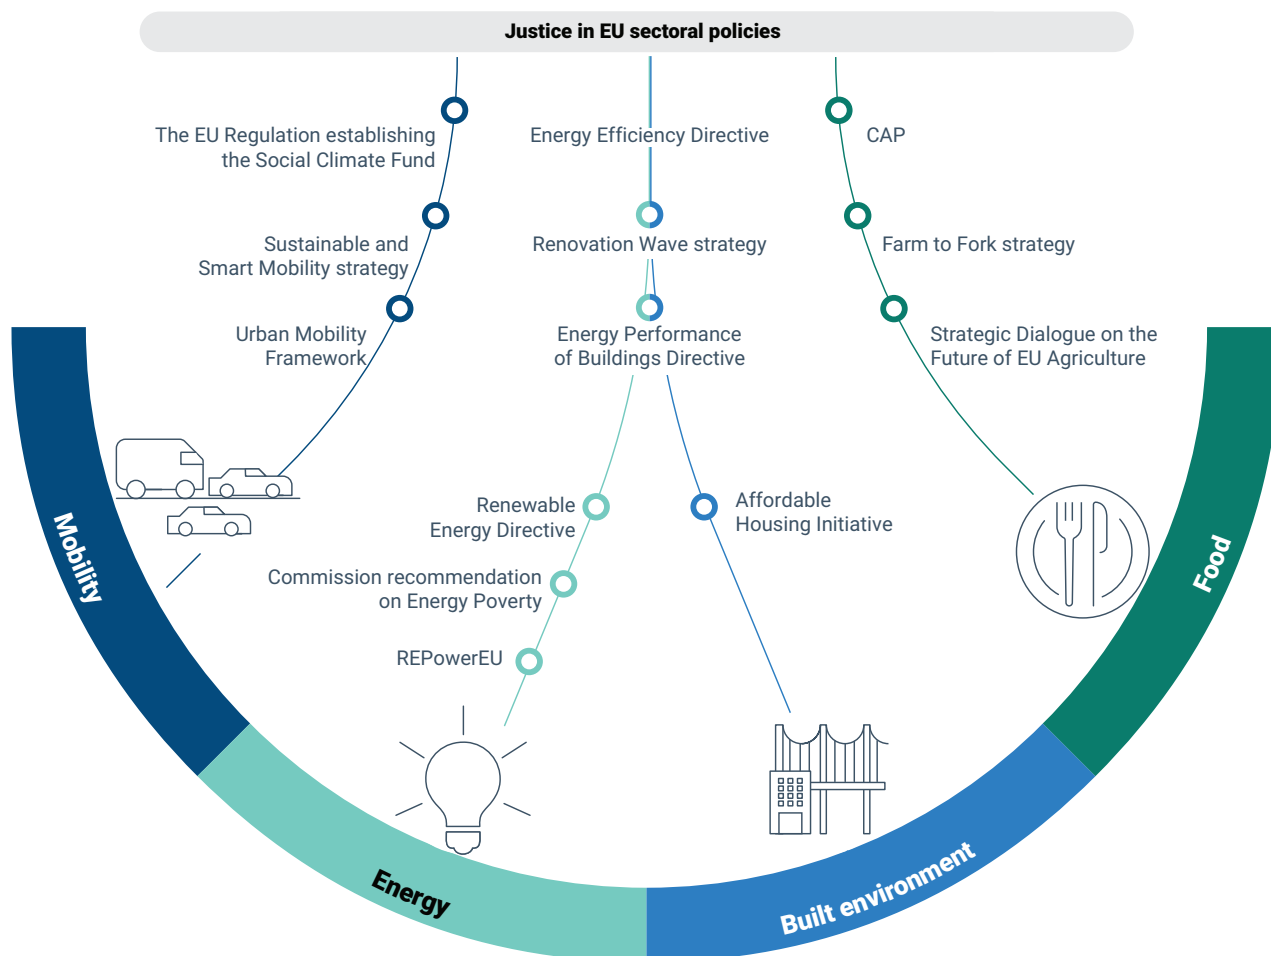 Justice in EU sectoral policies
The EU Regulation establishing
the Social Climate Fund
Sustainable and
Smart Mobility strategy
Urban Mobility
Framework
Energy Efficiency Directive
Renovation Wave strategy
Energy Performance
of Buildings Directive
CAP
Farm to Fork strategy
Strategic Dialogue on the
Future of EU Agriculture
Renewable
Energy Directive
Commission recommendation
on Energy Poverty
REPowerEU
Affordable
Housing Initiative
Mobility
Energy
Built environment
Food